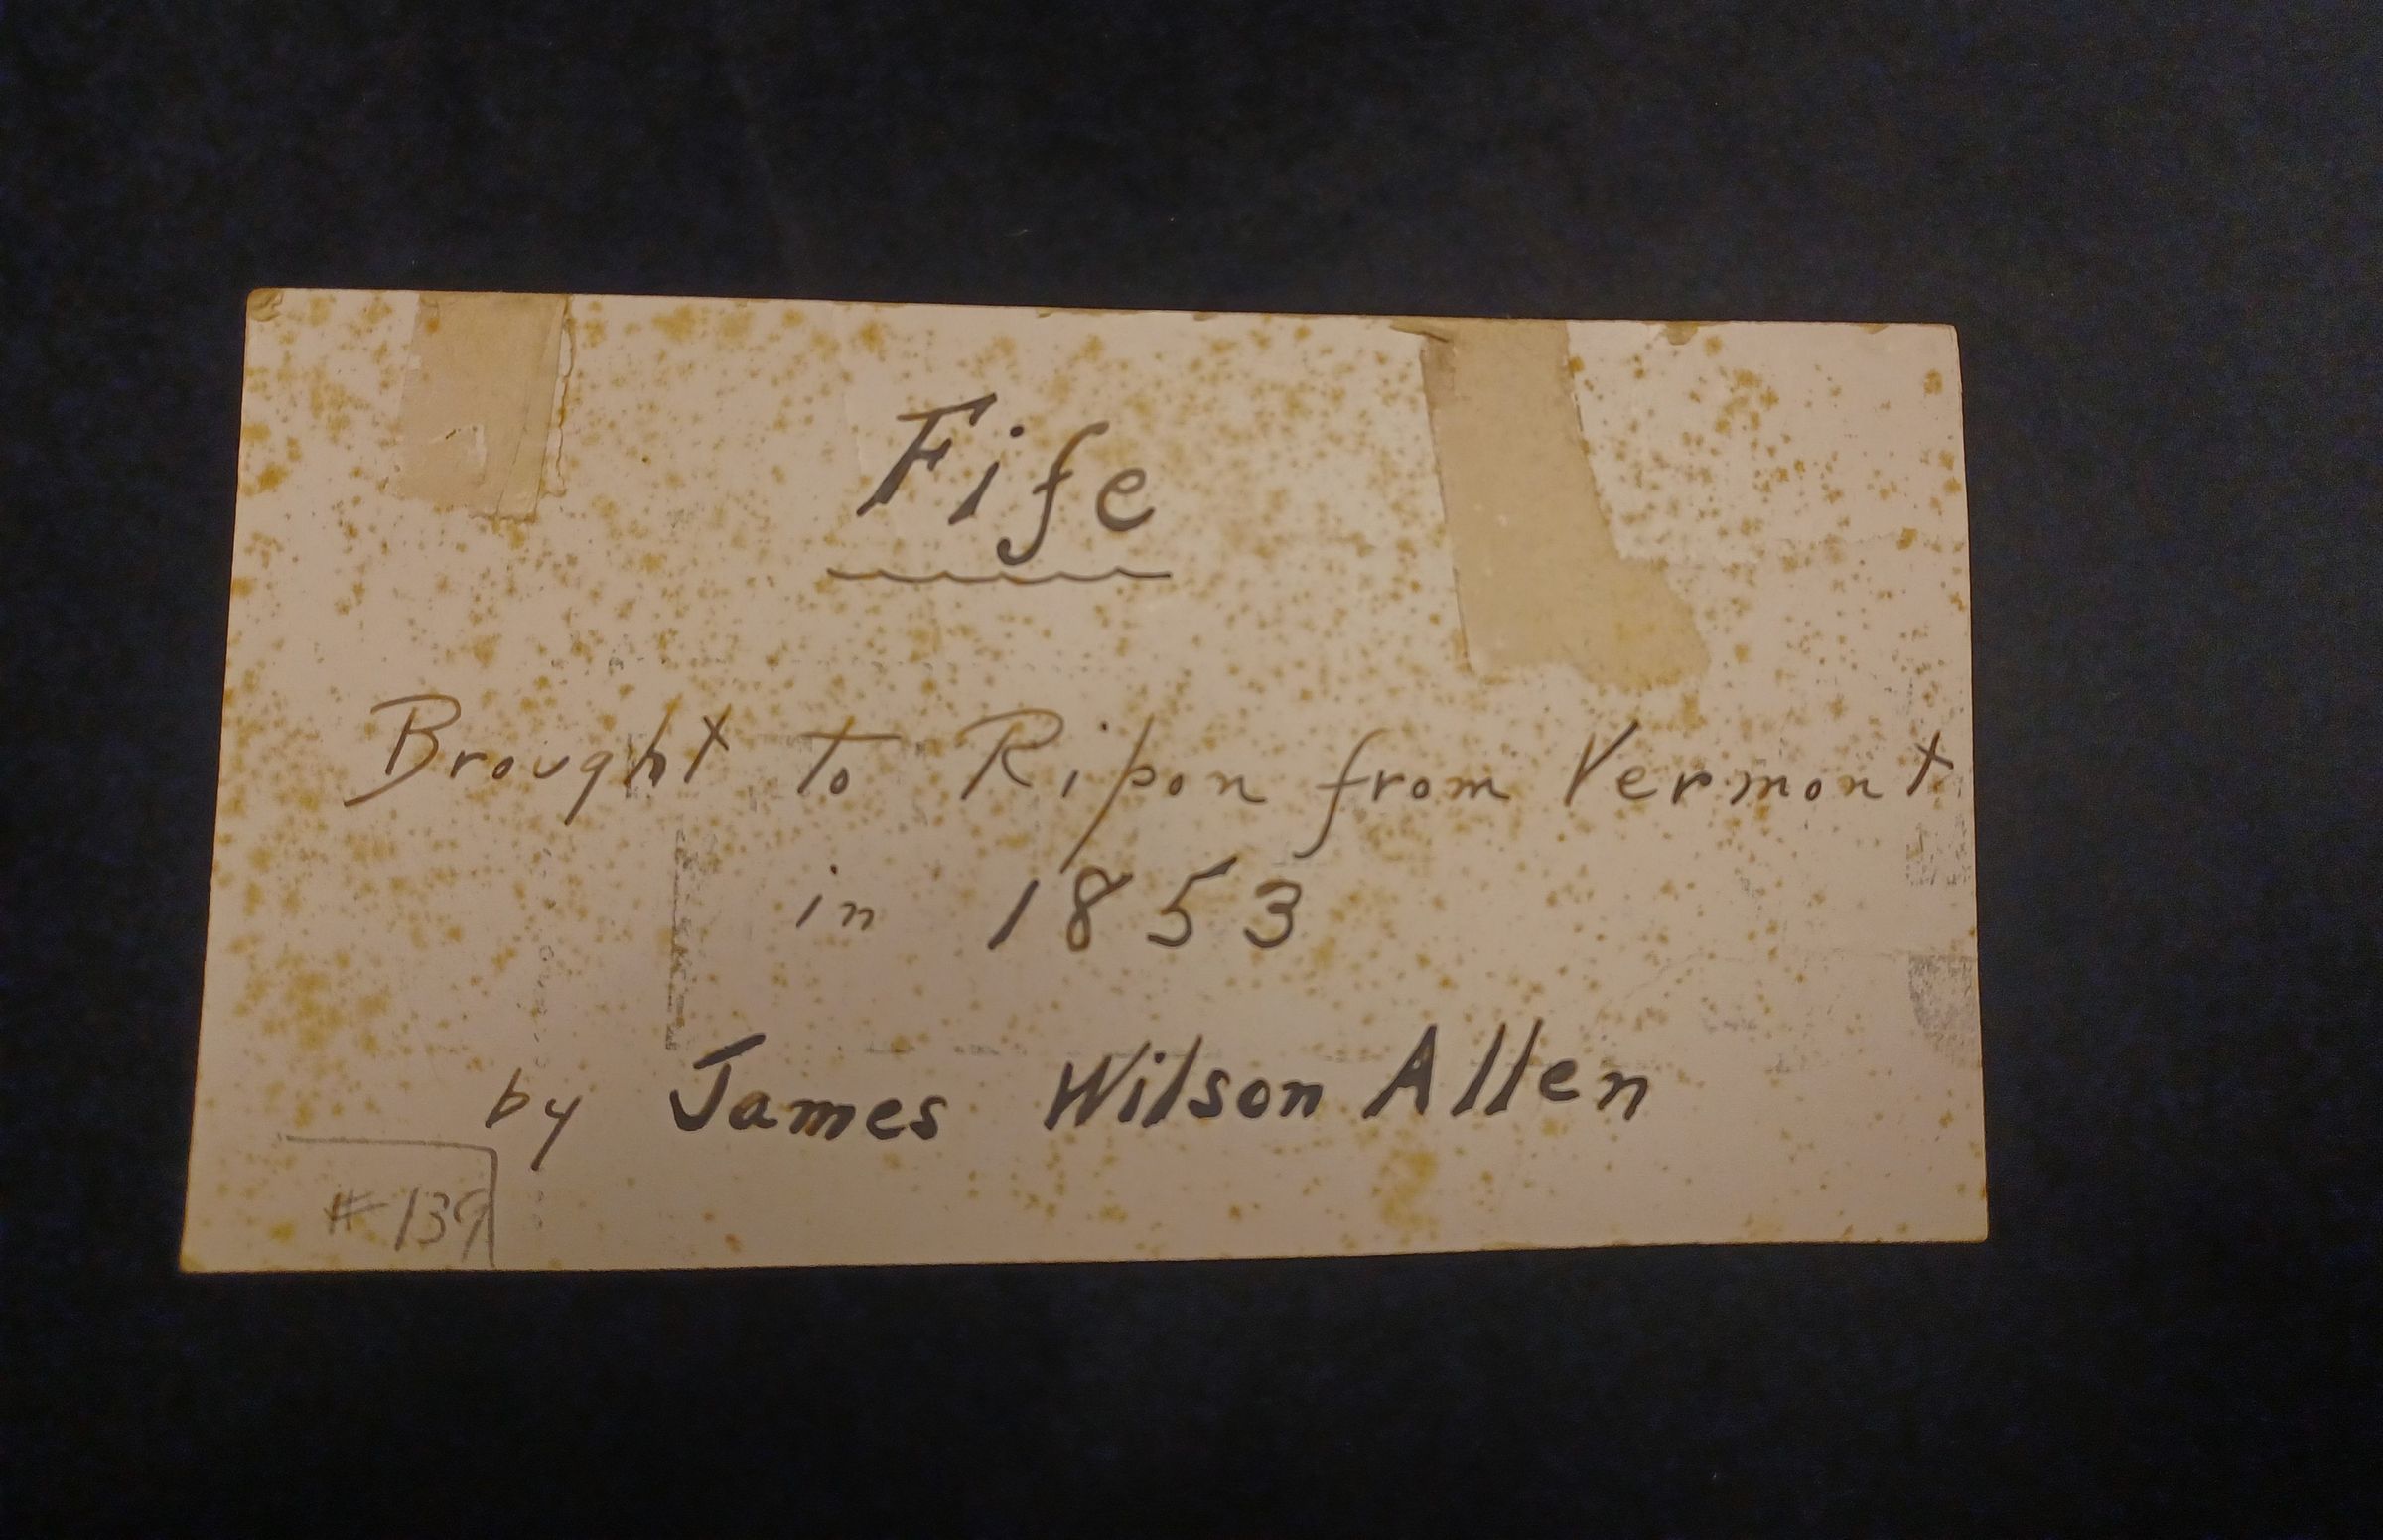 Fife
Brought to Ripon from Vermont
in 1853
by James Wilson Allen
#139